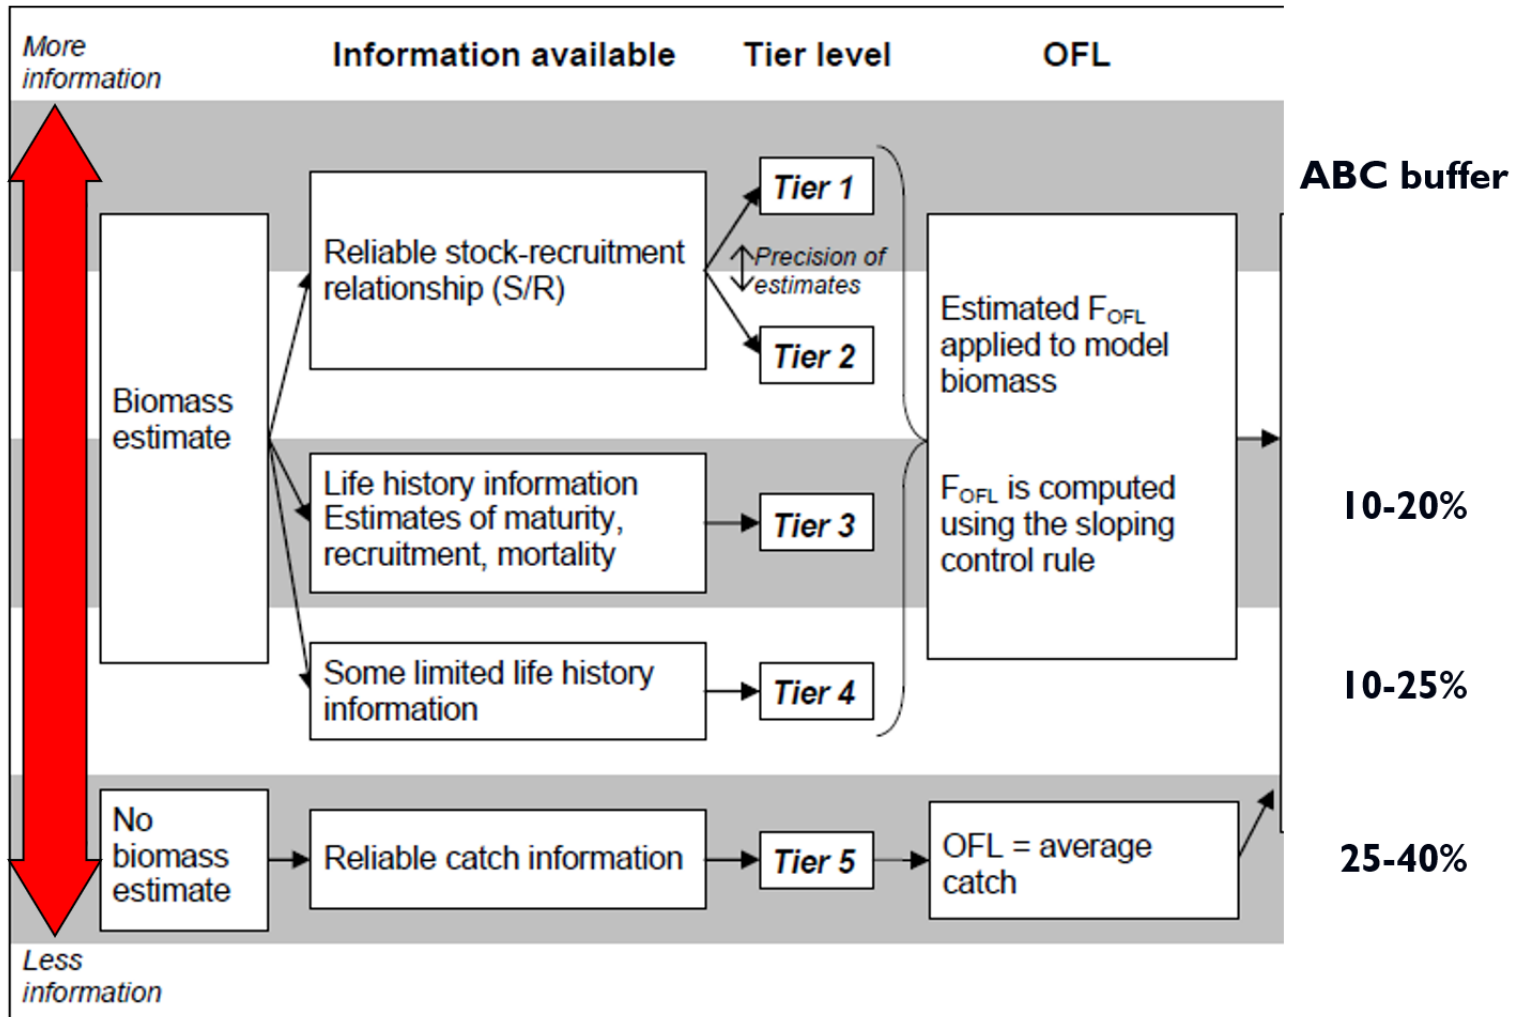 More
information
Information available
Tier level
OFL
ABC buffer
Tier 1
Reliable stock-recruitment
relationship (S/R)
Precision of
estimates
Tier 2
Estimated FOFL
applied to model
biomass
Biomass
estimate
Life history information
Estimates of maturity,
recruitment, mortality
Tier 3
FOFL is computed
using the sloping
control rule
10-20%
Some limited life history
information
Tier 4
10-25%
No
biomass
estimate
Reliable catch information
Tier 5
OFL = average
catch
25-40%
Less
information